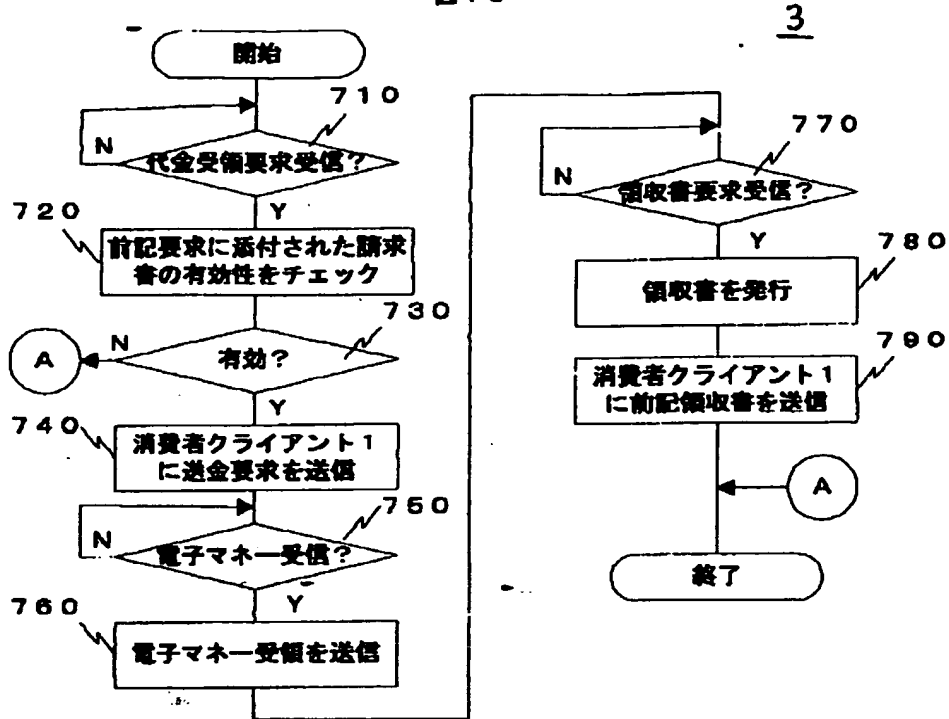 3
開始
710
N
代金受領要求受信?
Y
720
前記要求に添付された請求
書の有効性をチェック
730
A
N
有効?
Y
740
消費者クライアント1
に送金要求を送信
750
N
電子マネー受信?
Y
760
電子マネー受領を送信
770
N
領収書要求受信?
Y
780
領収書を発行
790
消費者クライアント1
に前記領収書を送信
A
終了